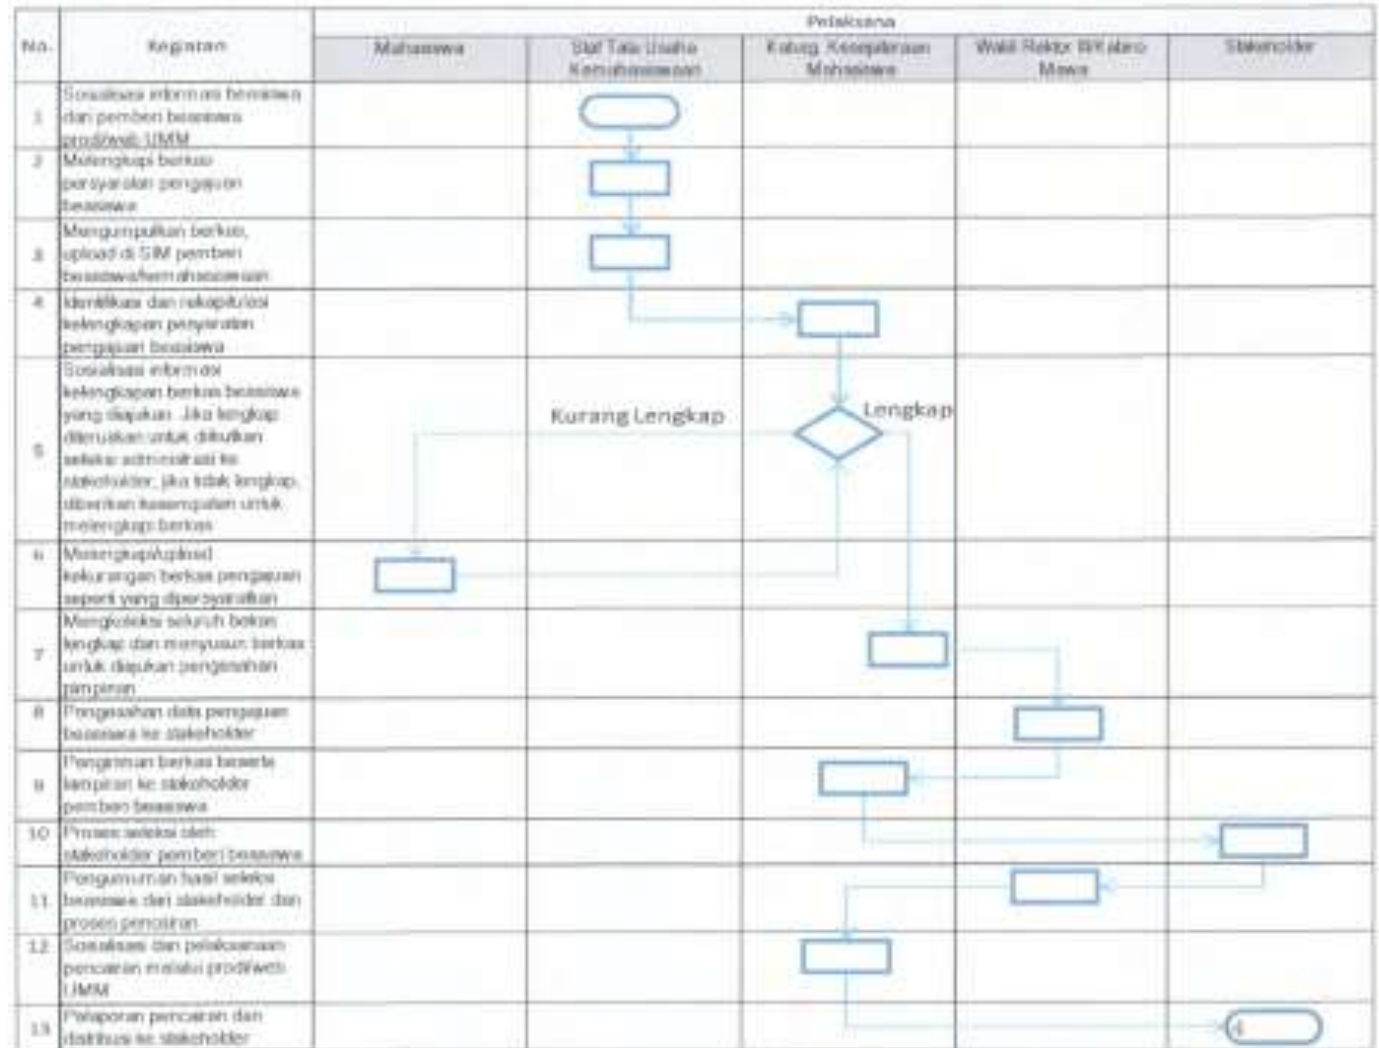 Pelaksana
No. Kegiatan Mahasiswa Staf Tata Usaha Kabag. Kesejahteraan Wakil Rektor III/Kabiro Stakeholder
Kemahasiswaan Mahasiswa Mawa
1 Sosialisasi informasi beasiswa
dari pemberi beasiswa
prodi/web UMM
2 Melengkapi berkas
persyaratan pengajuan
beasiswa
3 Mengumpulkan berkas,
upload di SIM pemberi
beasiswa/kemahasiswaan
4 Identifikasi dan rekapitulasi
kelengkapan persyaratan
pengajuan beasiswa
5 Sosialisasi informasi
kelengkapan berkas beasiswa
yang diajukan. Jika lengkap
diteruskan untuk diikutkan
seleksi administrasi ke
stakeholder, jika tidak lengkap,
diberikan kesempatan untuk
melengkapi berkas
Kurang Lengkap
Lengkap
6 Melengkapi/upload
kekurangan berkas pengajuan
seperti yang dipersyaratkan
7 Mengkoleksi seluruh berkas
lengkap dan menyusun berkas
untuk diajukan pengesahan
pimpinan
8 Pengesahan data pengajuan
beasiswa ke stakeholder
9 Pengiriman berkas beserta
lampiran ke stakeholder
pemberi beasiswa
10 Proses seleksi oleh
stakeholder pemberi beasiswa
11 Pengumuman hasil seleksi
beasiswa dari stakeholder dan
proses pencairan
12 Sosialisasi dan pelaksanaan
pencairan melalui prodi/web
UMM
13 Pelaporan pencairan dan
distribusi ke stakeholder